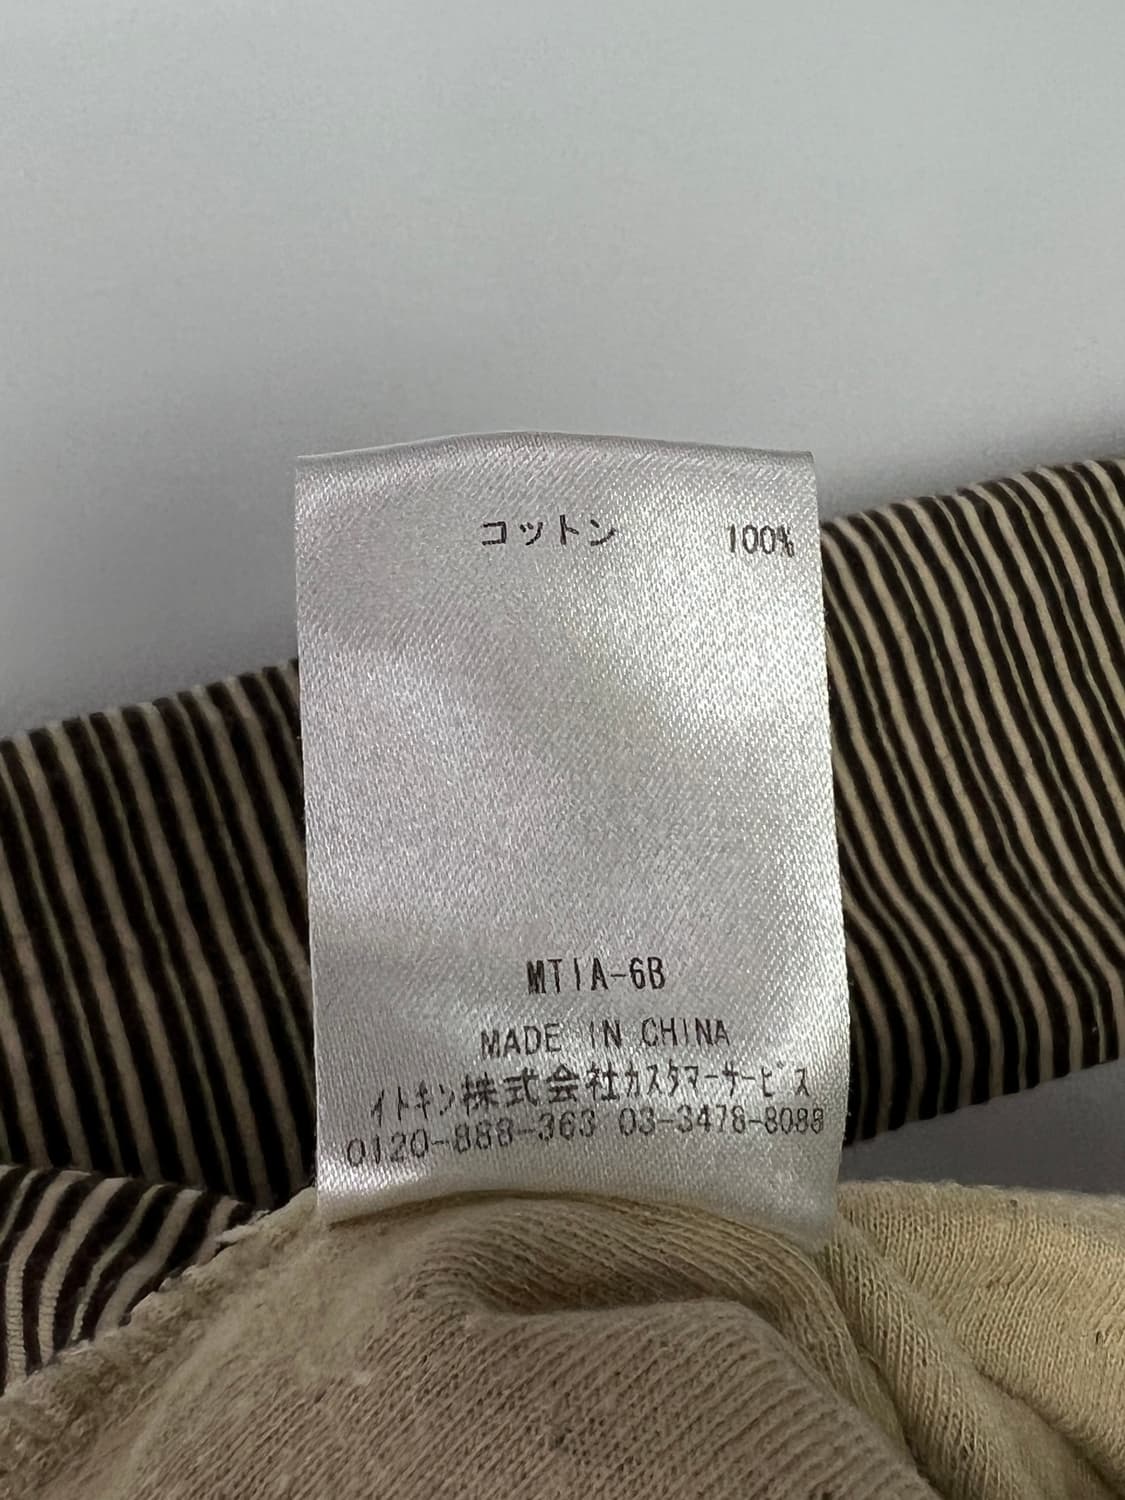 コットン 100%
MTIA-6B
MADE IN CHINA
イトキン株式会社カスタマーサービス
0120-888-363 03-3478-8088